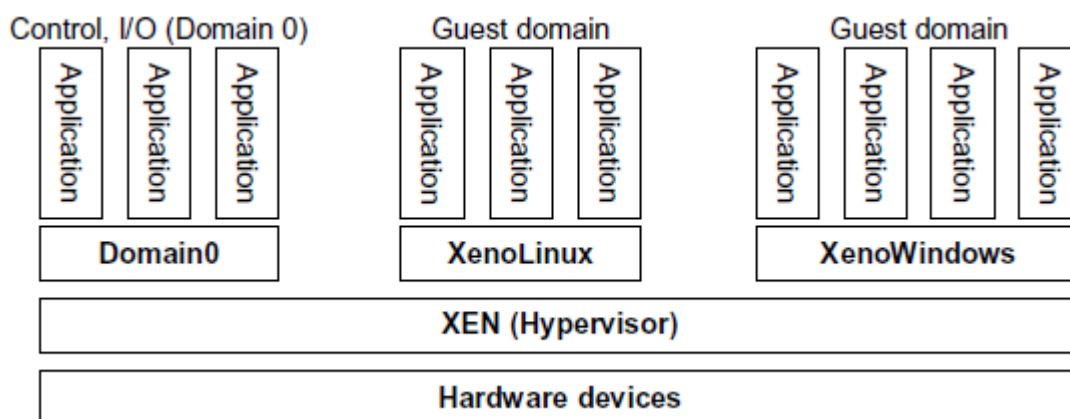 Control, I/O (Domain 0)
Guest domain
Guest domain
Application
Application
Application
Application
Application
Application
Application
Application
Application
Application
Domain0
XenoLinux
XenoWindows
XEN (Hypervisor)
Hardware devices